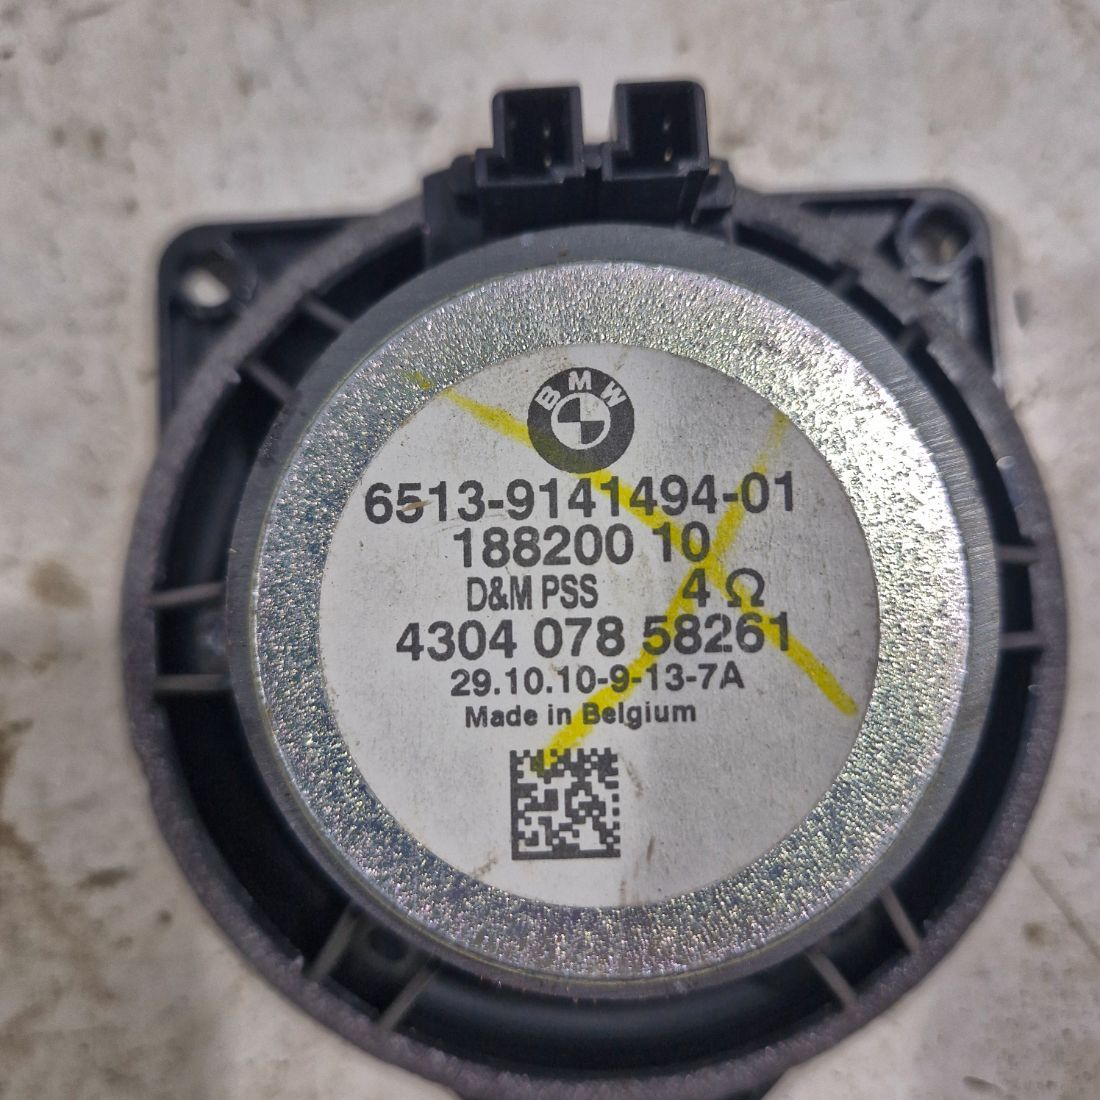 BMW
6513-9141494-01
188200 10
D&M PSS 4 Ω
4304 078 58261
29.10.10-9-13-7A
Made in Belgium